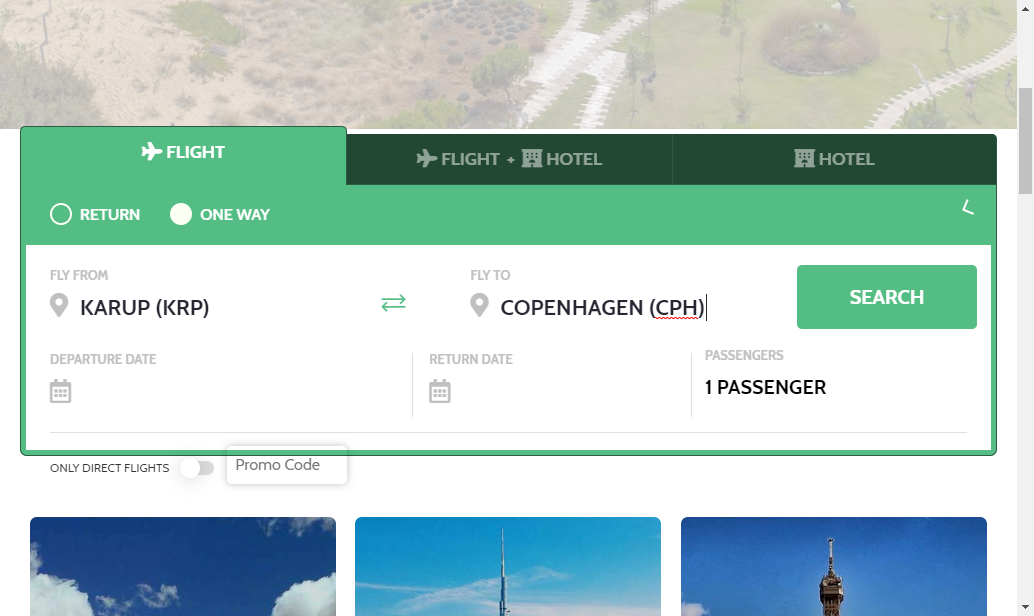 FLIGHT
FLIGHT + HOTEL
HOTEL
RETURN
ONE WAY
FLY FROM
KARUP (KRP)
FLY TO
COPENHAGEN (CPH)
SEARCH
DEPARTURE DATE
RETURN DATE
PASSENGERS
1 PASSENGER
ONLY DIRECT FLIGHTS
Promo Code